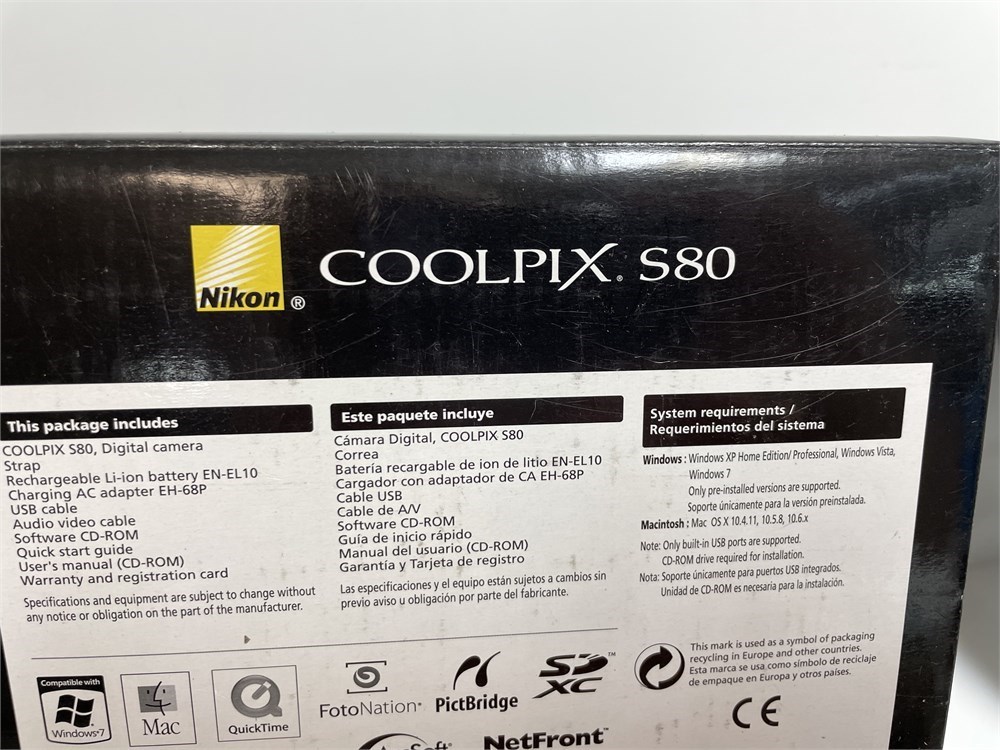 Nikon ®
COOLPIX. S80
This package includes
COOLPIX S80, Digital camera
Strap
Rechargeable Li-ion battery EN-EL10
Charging AC adapter EH-68P
USB cable
Audio video cable
Software CD-ROM
Quick start guide
User's manual (CD-ROM)
Warranty and registration card
Specifications and equipment are subject to change without
any notice or obligation on the part of the manufacturer.
Este paquete incluye
Cámara Digital, COOLPIX S80
Correa
Batería recargable de ion de litio EN-EL10
Cargador con adaptador de CA EH-68P
Cable USB
Cable de A/V
Software CD-ROM
Guía de inicio rápido
Manual del usuario (CD-ROM)
Garantía y Tarjeta de registro
Las especificaciones y el equipo están sujetos a cambios sin
previo aviso u obligación por parte del fabricante.
System requirements /
Requerimientos del sistema
Windows : Windows XP Home Edition/ Professional, Windows Vista,
Windows 7
Only pre-installed versions are supported.
Soporte únicamente para la versión preinstalada.
Macintosh : Mac OS X 10.4.11, 10.5.8, 10.6.x
Note: Only built-in USB ports are supported.
CD-ROM drive required for installation.
Nota: Soporte únicamente para puertos USB integrados.
Unidad de CD-ROM es necesaria para la instalación.
Compatible with
Windows 7
Mac
QuickTime
FotoNation
PictBridge
SD XC ™
This mark is used as a symbol of packaging
recycling in Europe and other countries.
Esta marca se usa como símbolo de reciclaje
de empaque en Europa y otros países.
CE
NetFront™